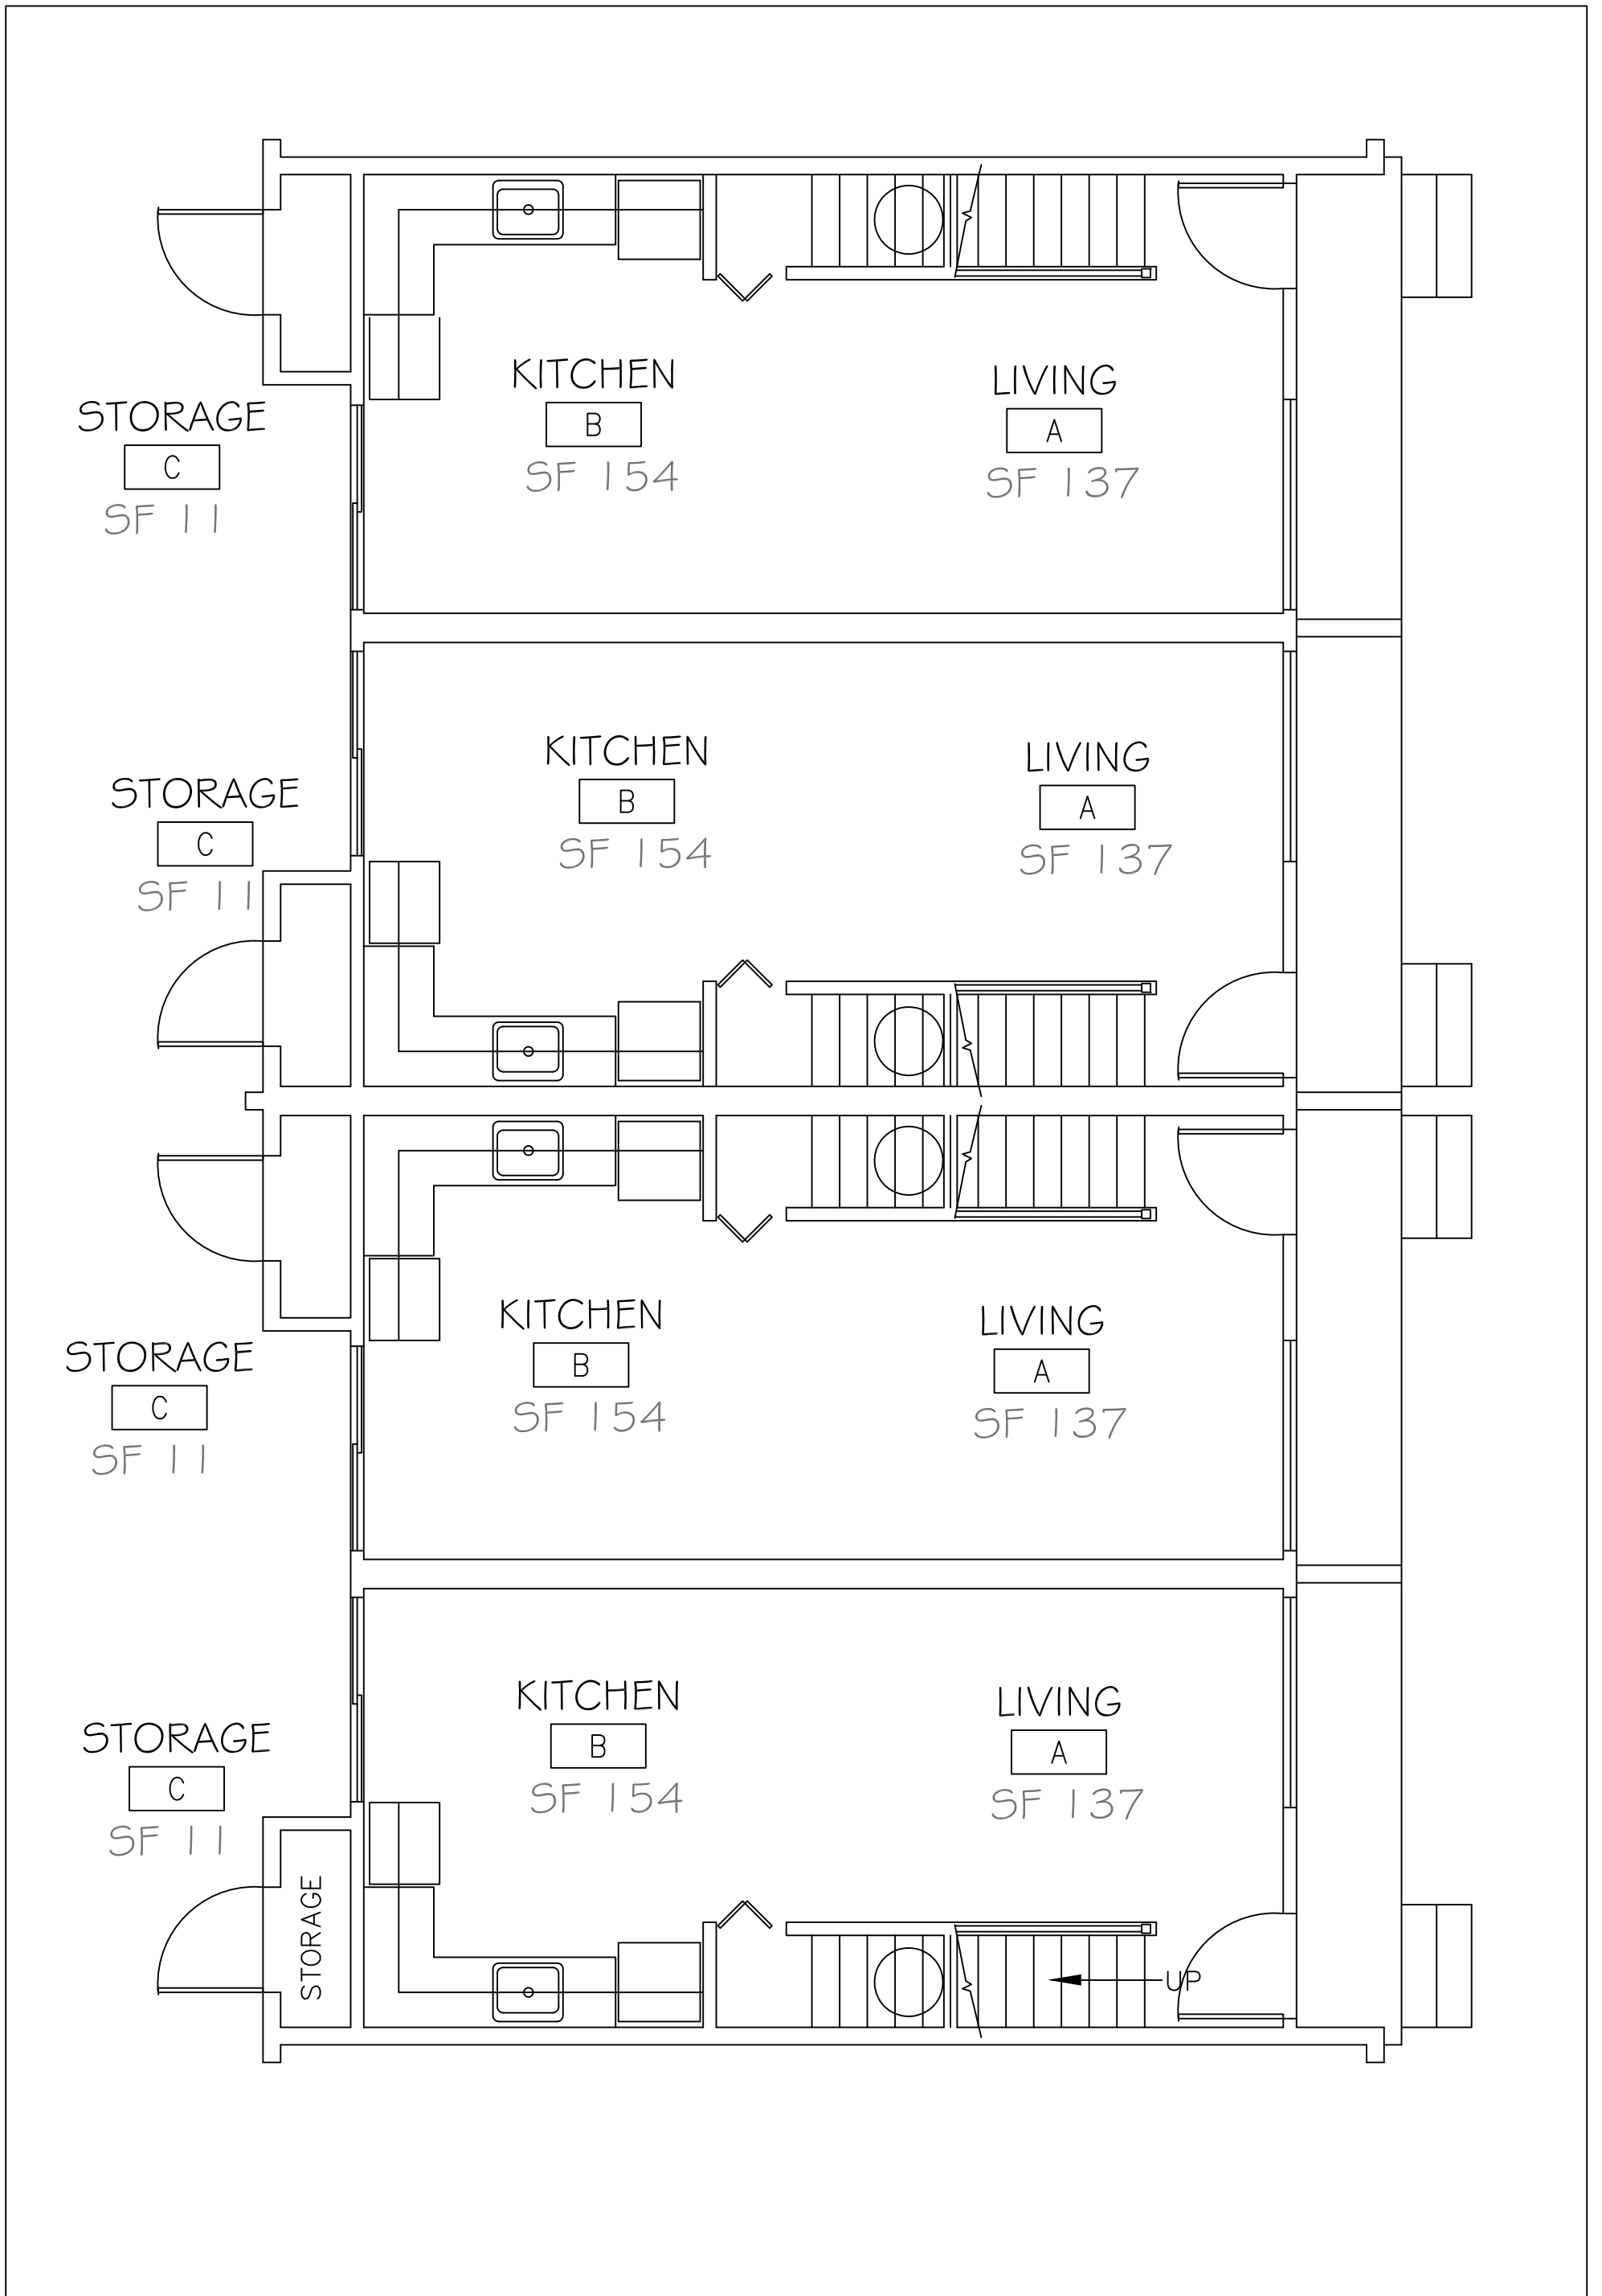 KITCHEN
B
SF 154
LIVING
A
SF 137
STORAGE
C
SF 11
KITCHEN
B
SF 154
LIVING
A
SF 137
STORAGE
C
SF 11
KITCHEN
B
SF 154
LIVING
A
SF 137
STORAGE
C
SF 11
KITCHEN
B
SF 154
LIVING
A
SF 137
STORAGE
C
SF 11
STORAGE
UP